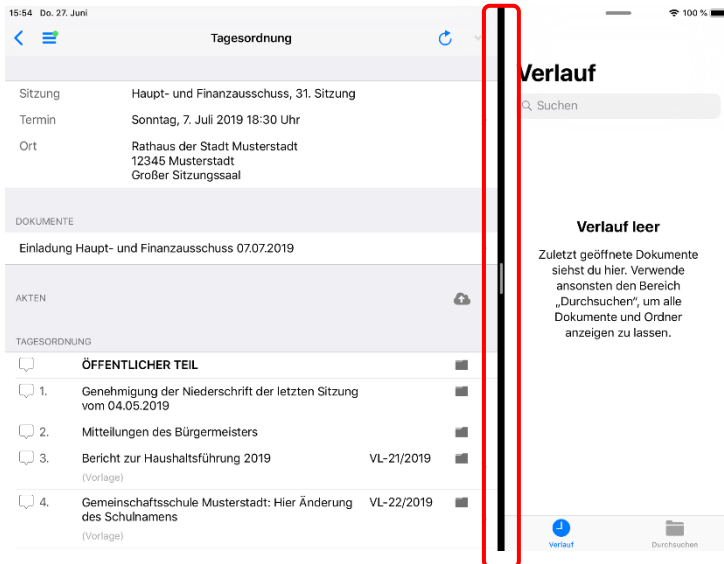 15:54 Do. 27. Juni
100 %
Tagesordnung
Sitzung Haupt- und Finanzausschuss, 31. Sitzung
Termin Sonntag, 7. Juli 2019 18:30 Uhr
Ort Rathaus der Stadt Musterstadt
12345 Musterstadt
Großer Sitzungssaal
DOKUMENTE
Einladung Haupt- und Finanzausschuss 07.07.2019
AKTEN
TAGESORDNUNG
ÖFFENTLICHER TEIL
1. Genehmigung der Niederschrift der letzten Sitzung
vom 04.05.2019
2. Mitteilungen des Bürgermeisters
3. Bericht zur Haushaltsführung 2019 VL-21/2019
(Vorlage)
4. Gemeinschaftsschule Musterstadt: Hier Änderung VL-22/2019
des Schulnamens
(Vorlage)
Verlauf
Suchen
Verlauf leer
Zuletzt geöffnete Dokumente
siehst du hier. Verwende
ansonsten den Bereich
„Durchsuchen“, um alle
Dokumente und Ordner
anzeigen zu lassen.
Verlauf
Durchsuchen